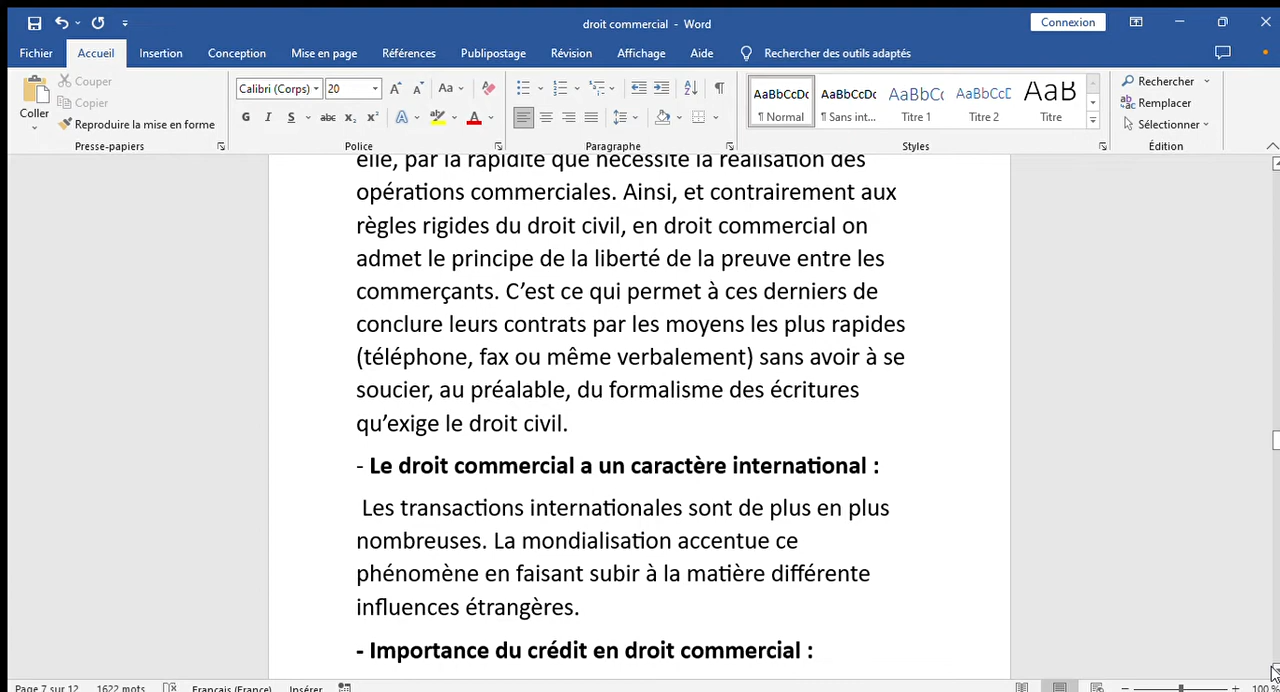 droit commercial - Word
Connexion
Fichier Accueil Insertion Conception Mise en page Références Publipostage Révision Affichage Aide Rechercher des outils adaptés
Coller
Couper
Copier
Reproduire la mise en forme
Presse-papiers
Calibri (Corps) 20
Aa
G I S abc x₂ x² A A
Police
Paragraphe
AaBbCcDc AaBbCcDc AaBbCc AaBbCcD AaB
¶ Normal ¶ Sans int... Titre 1 Titre 2 Titre
Styles
Rechercher
Remplacer
Sélectionner
Édition
elle, par la rapidité que nécessite la réalisation des
opérations commerciales. Ainsi, et contrairement aux
règles rigides du droit civil, en droit commercial on
admet le principe de la liberté de la preuve entre les
commerçants. C’est ce qui permet à ces derniers de
conclure leurs contrats par les moyens les plus rapides
(téléphone, fax ou même verbalement) sans avoir à se
soucier, au préalable, du formalisme des écritures
qu’exige le droit civil.
- Le droit commercial a un caractère international :
Les transactions internationales sont de plus en plus
nombreuses. La mondialisation accentue ce
phénomène en faisant subir à la matière différente
influences étrangères.
- Importance du crédit en droit commercial :
Page 7 sur 12 1622 mots Français (France) Insérer 100 %